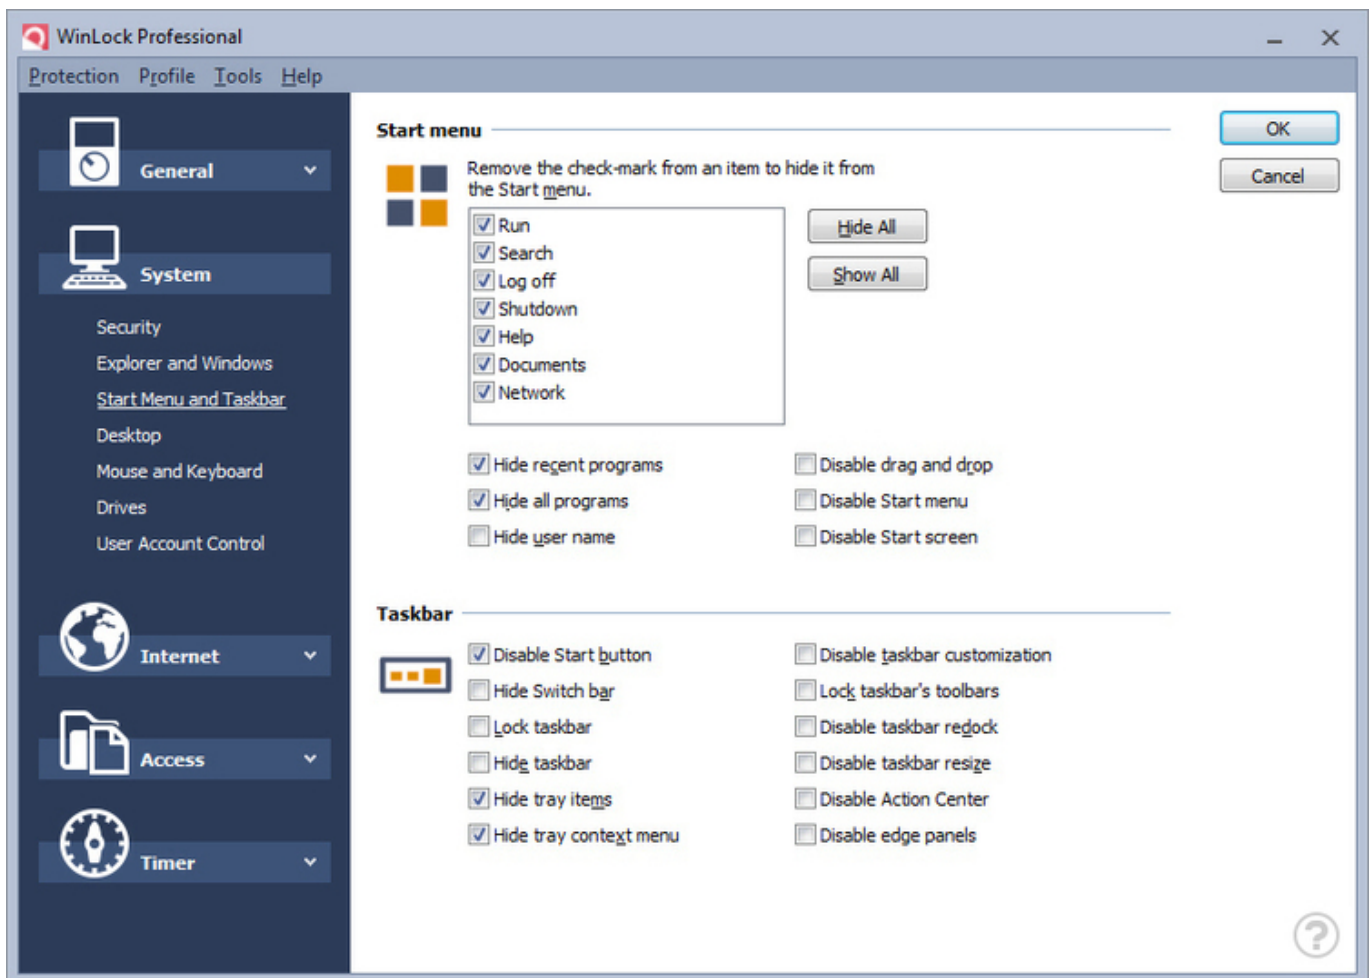 WinLock Professional
Protection Profile Tools Help
General
System
Security
Explorer and Windows
Start Menu and Taskbar
Desktop
Mouse and Keyboard
Drives
User Account Control
Internet
Access
Timer
Start menu
Remove the check-mark from an item to hide it from
the Start menu.
Run
Search
Log off
Shutdown
Help
Documents
Network
Hide All
Show All
Hide recent programs
Hide all programs
Hide user name
Disable drag and drop
Disable Start menu
Disable Start screen
Taskbar
Disable Start button
Hide Switch bar
Lock taskbar
Hide taskbar
Hide tray items
Hide tray context menu
Disable taskbar customization
Lock taskbar's toolbars
Disable taskbar redock
Disable taskbar resize
Disable Action Center
Disable edge panels
OK
Cancel
?